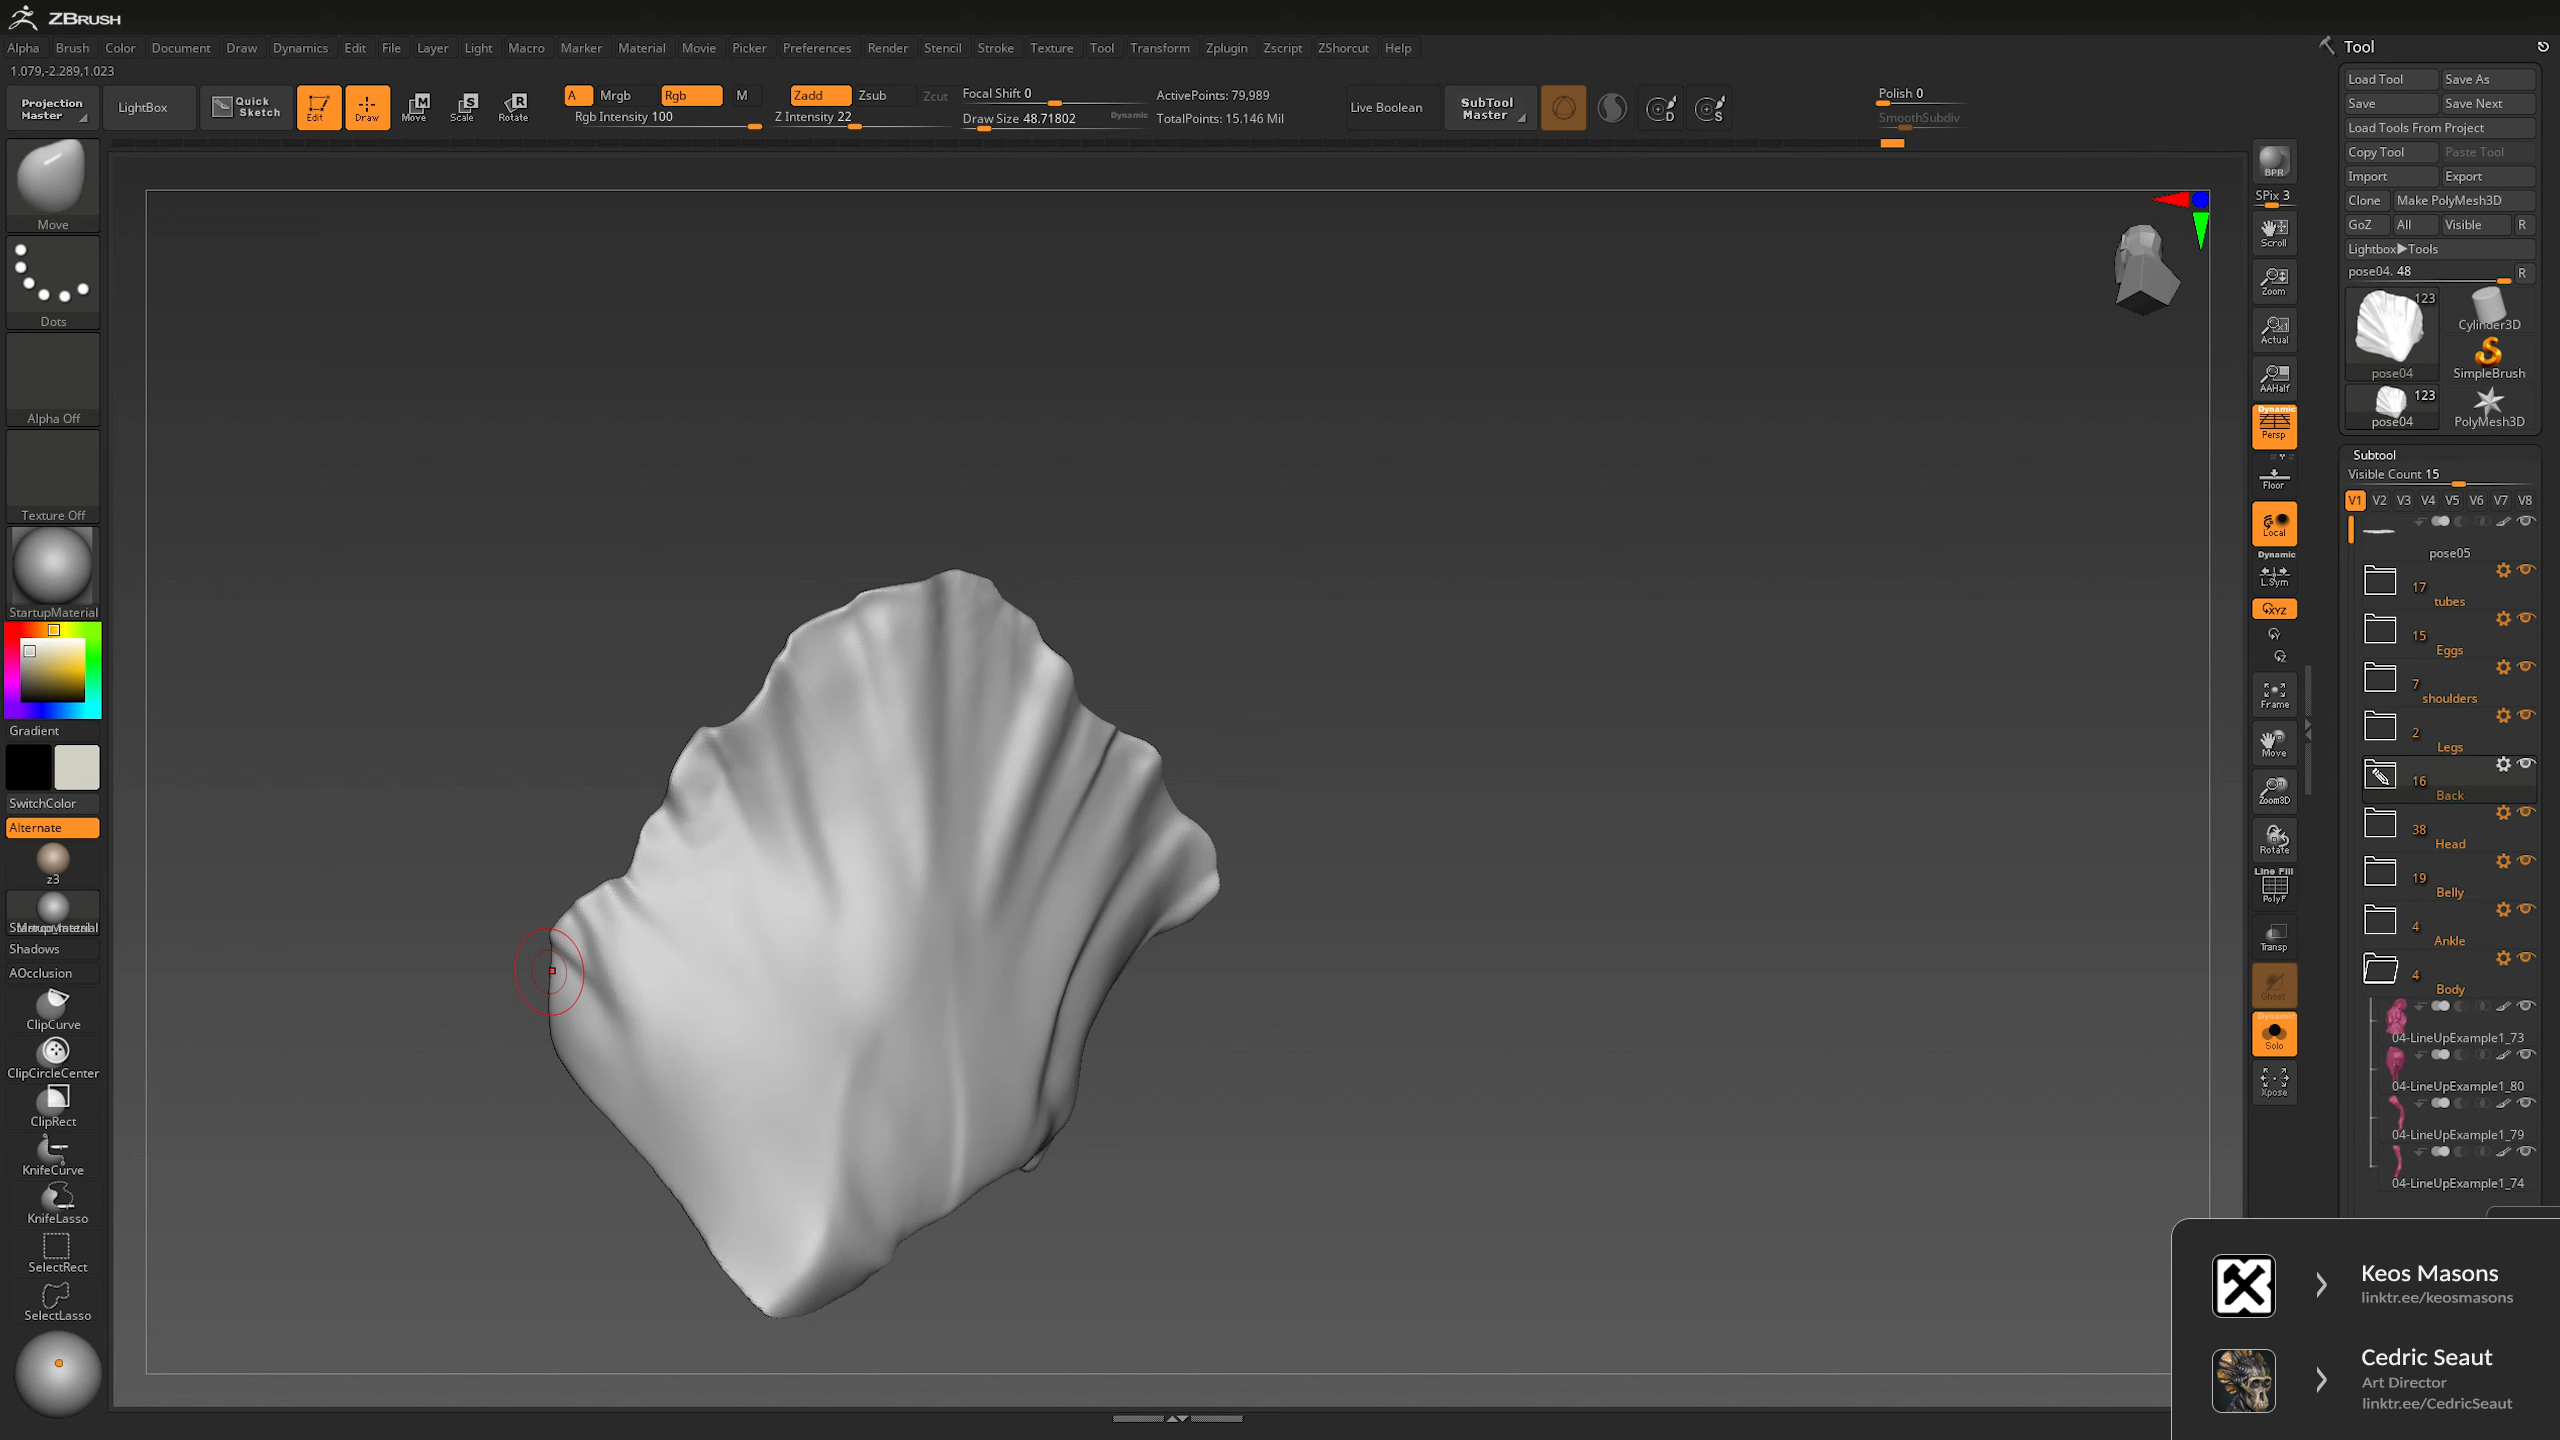 ZBRUSH
Alpha Brush Color Document Draw Dynamics Edit File Layer Light Macro Marker Material Movie Picker Preferences Render Stencil Stroke Texture Tool Transform Zplugin Zscript ZShorcut Help
1.079,-2.289,1.023
Projection Master
LightBox
Quick Sketch
Edit
Draw
Move
Scale
Rotate
A Mrgb Rgb M
Rgb Intensity 100
Zadd Zsub Zcut
Z Intensity 22
Focal Shift 0
Draw Size 48.71802
Dynamic
ActivePoints: 79,989
TotalPoints: 15.146 Mil
Live Boolean
SubTool Master
D
S
Polish 0
SmoothSubdiv
Move
Dots
Alpha Off
Texture Off
StartupMaterial
Gradient
SwitchColor
Alternate
z3
Shadows
AOcclusion
ClipCurve
ClipCircleCenter
ClipRect
KnifeCurve
KnifeLasso
SelectRect
SelectLasso
BPR
SPix 3
Scroll
Zoom
Actual
AAHalf
Dynamic
Persp
Floor
Local
Dynamic
L.Sym
XYZ
Y
Z
Frame
Move
Zoom3D
Rotate
Line Fill
PolyF
Transp
Ghost
Dynamic
Solo
Xpose
Tool
Load Tool Save As
Save Save Next
Load Tools From Project
Copy Tool Paste Tool
Import Export
Clone Make PolyMesh3D
GoZ All Visible R
Lightbox▶Tools
pose04. 48 R
123
pose04
Cylinder3D
SimpleBrush
123
pose04
PolyMesh3D
Subtool
Visible Count 15
V1 V2 V3 V4 V5 V6 V7 V8
pose05
17
tubes
15
Eggs
7
shoulders
2
Legs
16
Back
38
Head
19
Belly
4
Ankle
4
Body
04-LineUpExample1_73
04-LineUpExample1_80
04-LineUpExample1_79
04-LineUpExample1_74
Keos Masons
linktr.ee/keosmasons
Cedric Seaut
Art Director
linktr.ee/CedricSeaut